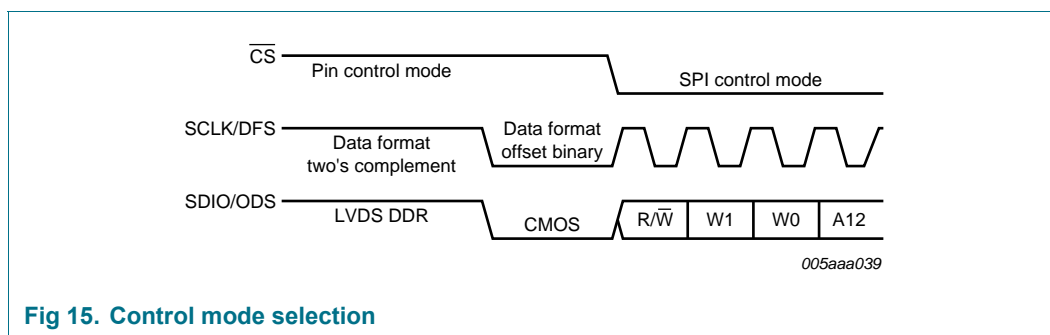 CS
Pin control mode
SPI control mode
SCLK/DFS
Data format
two's complement
Data format
offset binary
SDIO/ODS
LVDS DDR
CMOS
R/W
W1
W0
A12
005aaa039
Fig 15. Control mode selection